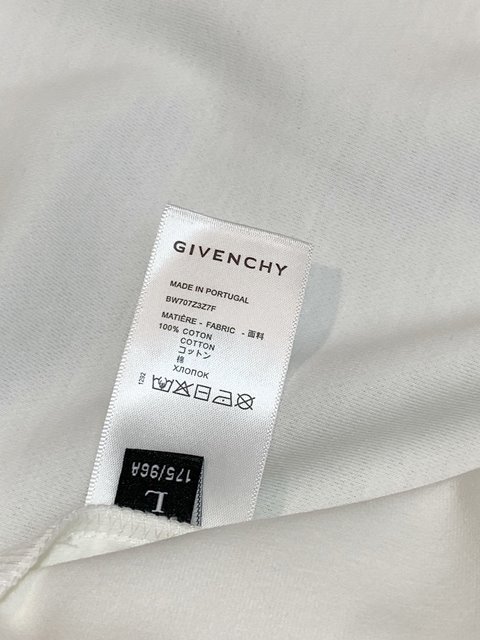 GIVENCHY
MADE IN PORTUGAL
BW707Z3Z7F
MATIÈRE - FABRIC - 面料
100% COTON
COTTON
コットン
棉
ХЛОПОК
1292
175/96A
L